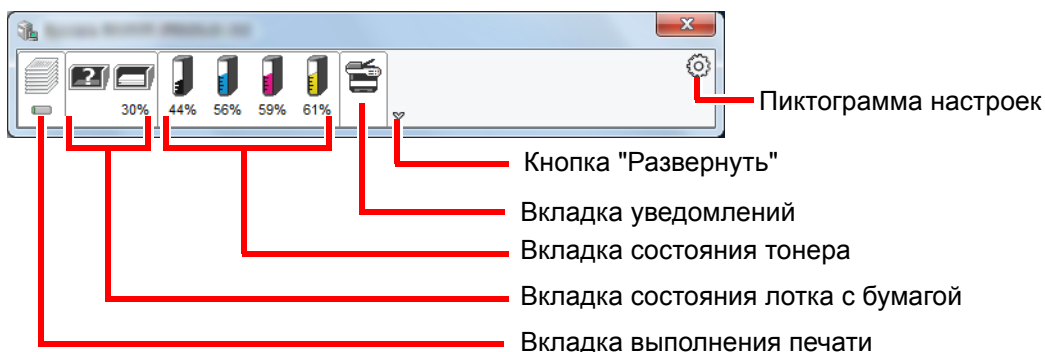 30% 44% 56% 59% 61%
Пиктограмма настроек
Кнопка "Развернуть"
Вкладка уведомлений
Вкладка состояния тонера
Вкладка состояния лотка с бумагой
Вкладка выполнения печати